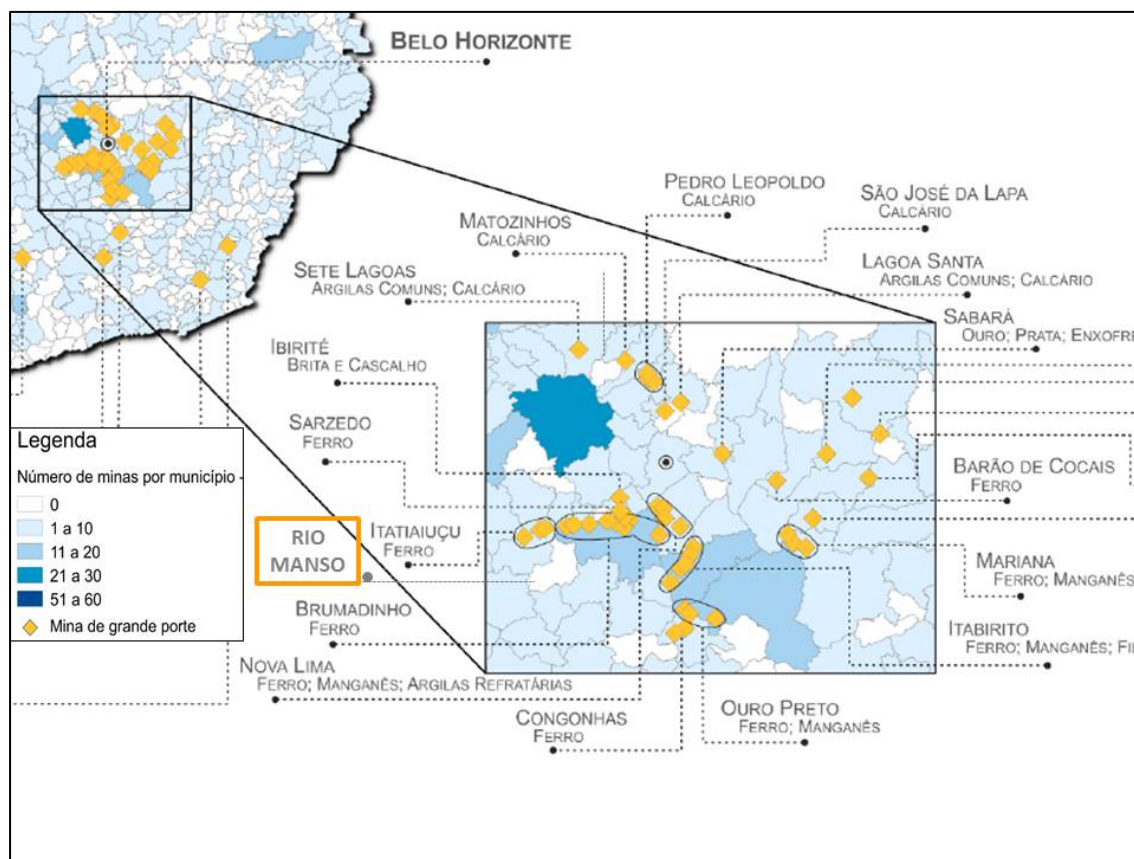 BELO HORIZONTE
PEDRO LEOPOLDO
CALCÁRIO
SÃO JOSÉ DA LAPA
CALCÁRIO
MATOZINHOS
CALCÁRIO
LAGOA SANTA
ARGILAS COMUNS; CALCÁRIO
SETE LAGOAS
ARGILAS COMUNS; CALCÁRIO
SABARÁ
OURO; PRATA; ENXOFRE
IBIRITÉ
BRITA E CASCALHO
SARZEDO
FERRO
BARÃO DE COCAIS
FERRO
Legenda
Número de minas por município -
0
1 a 10
11 a 20
21 a 30
51 a 60
Mina de grande porte
RIO
MANSO
ITATIAIUÇU
FERRO
MARIANA
FERRO; MANGANÊS
BRUMADINHO
FERRO
ITABIRITO
FERRO; MANGANÊS; FI
NOVA LIMA
FERRO; MANGANÊS; ARGILAS REFRATÁRIAS
CONGONHAS
FERRO
OURO PRETO
FERRO; MANGANÊS